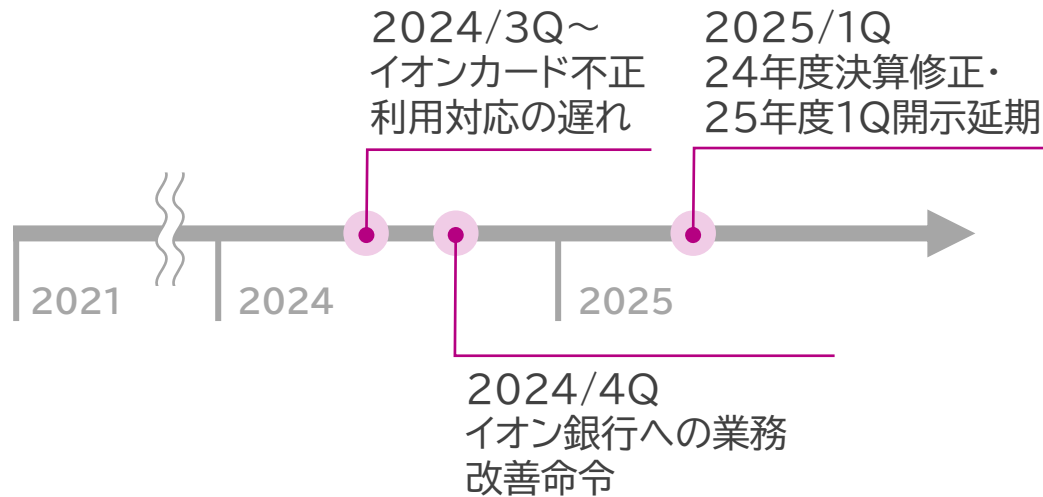 2024/3Q～
イオンカード不正
利用対応の遅れ
2025/1Q
24年度決算修正・
25年度1Q開示延期
2021
2024
2025
2024/4Q
イオン銀行への業務
改善命令